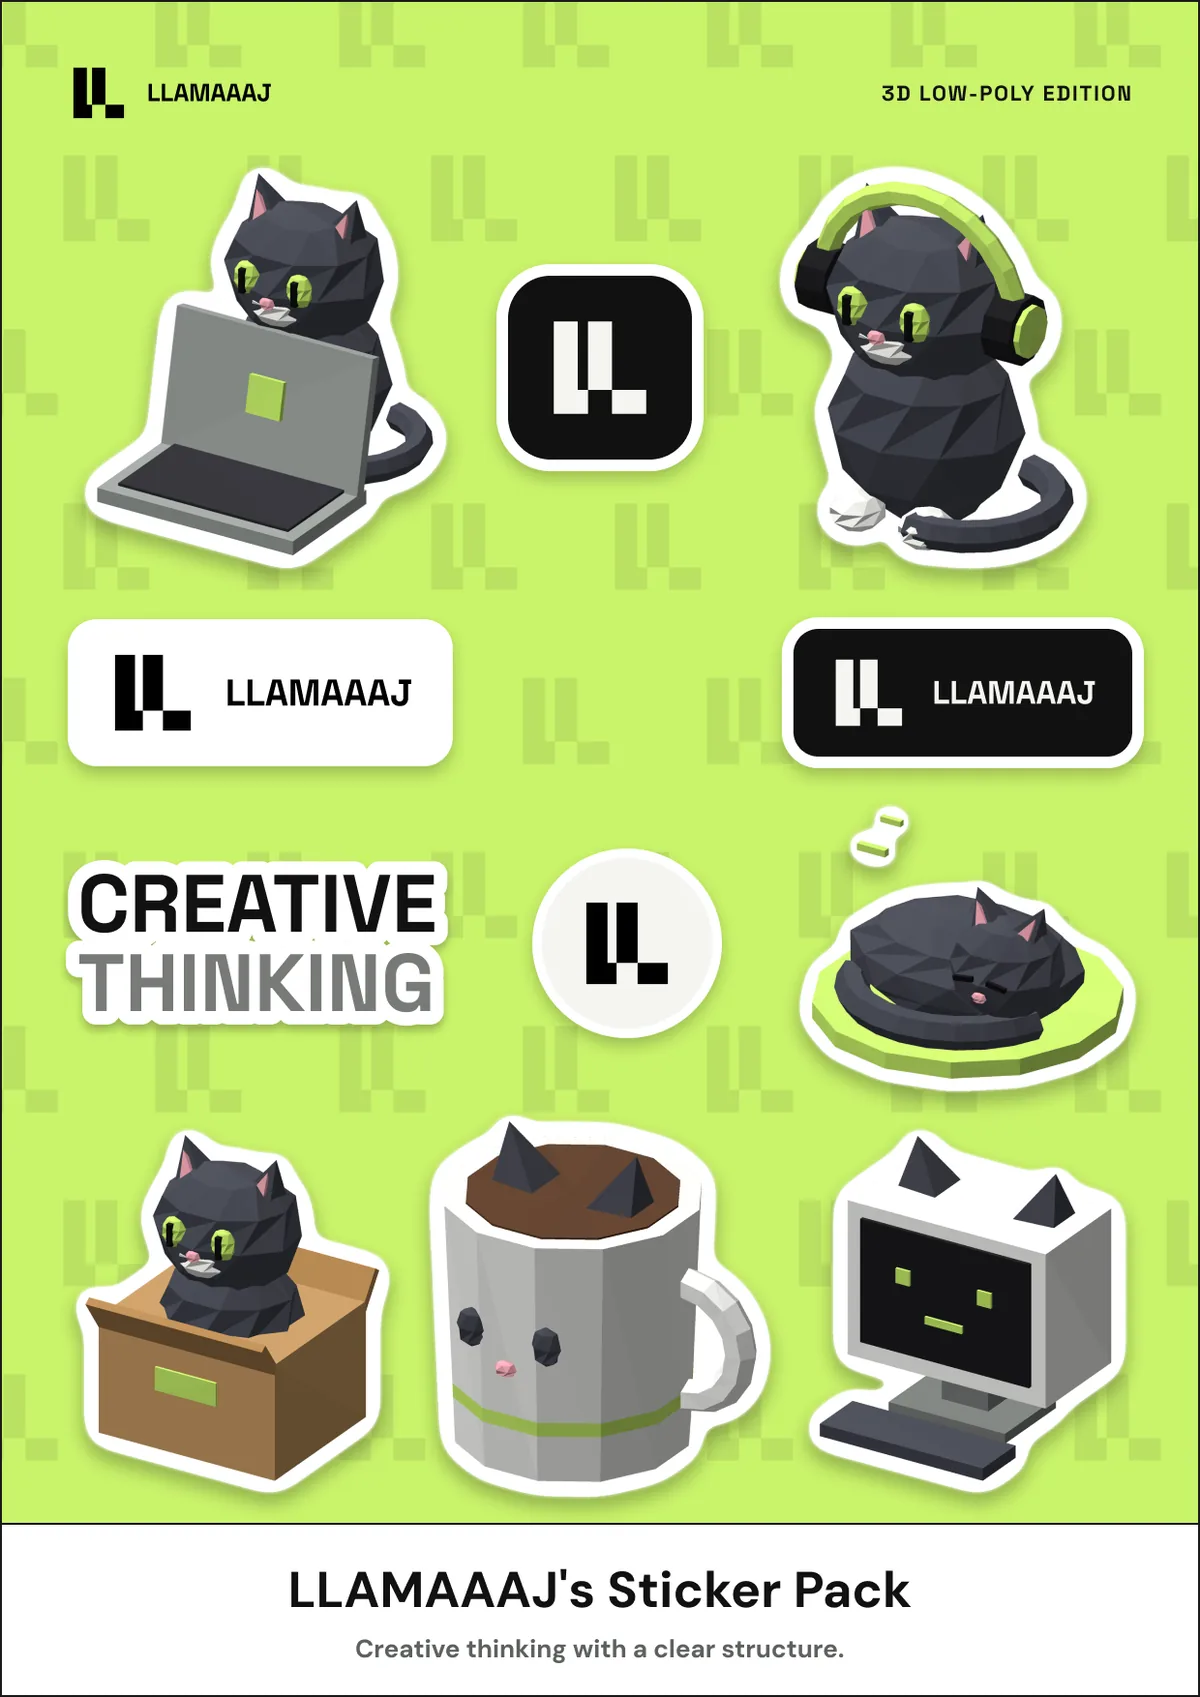 LLAMAAAJ
3D LOW-POLY EDITION
LLAMAAAJ
LLAMAAAJ
CREATIVE
THINKING
LLAMAAAJ's Sticker Pack
Creative thinking with a clear structure.